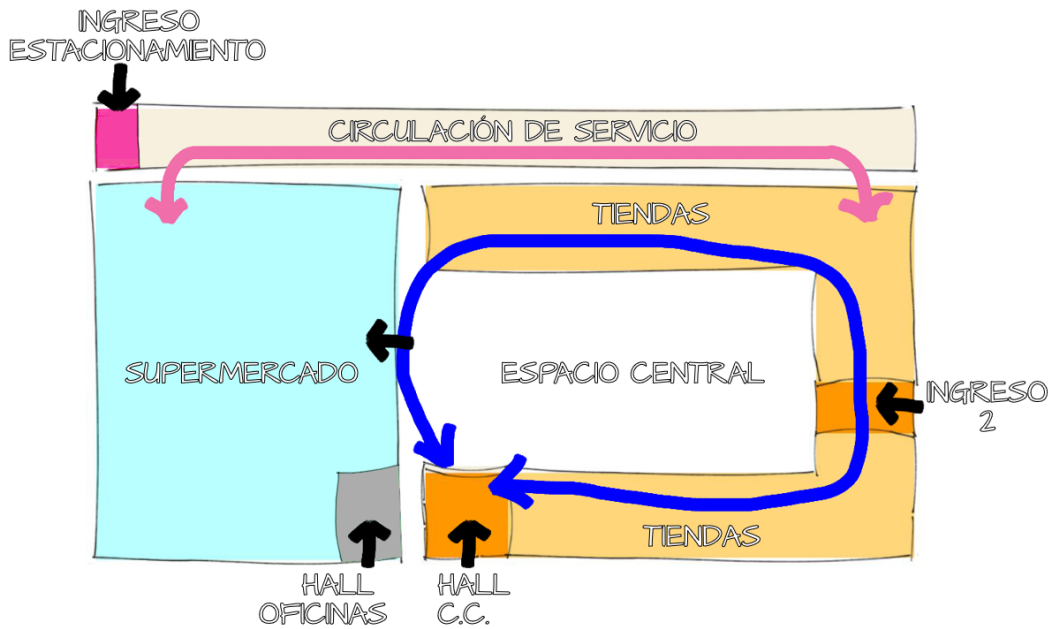 INGRESO
ESTACIONAMIENTO
CIRCULACIÓN DE SERVICIO
TIENDAS
SUPERMERCADO
ESPACIO CENTRAL
INGRESO
2
TIENDAS
HALL
OFICINAS
HALL
C.C.